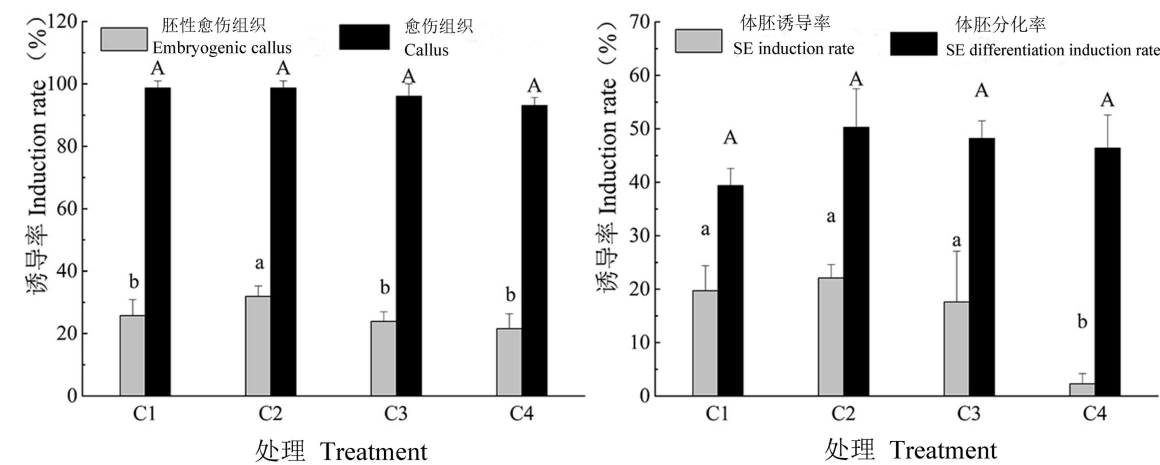 胚性愈伤组织
Embryogenic callus
愈伤组织
Callus
诱导率 Induction rate（%）
120
100
80
60
40
20
0
A
A
A
A
b
a
b
b
C1
C2
C3
C4
处理 Treatment
体胚诱导率
SE induction rate
体胚分化率
SE differentiation induction rate
诱导率 Induction rate（%）
70
60
50
40
30
20
10
0
A
A
A
A
a
a
a
b
C1
C2
C3
C4
处理 Treatment